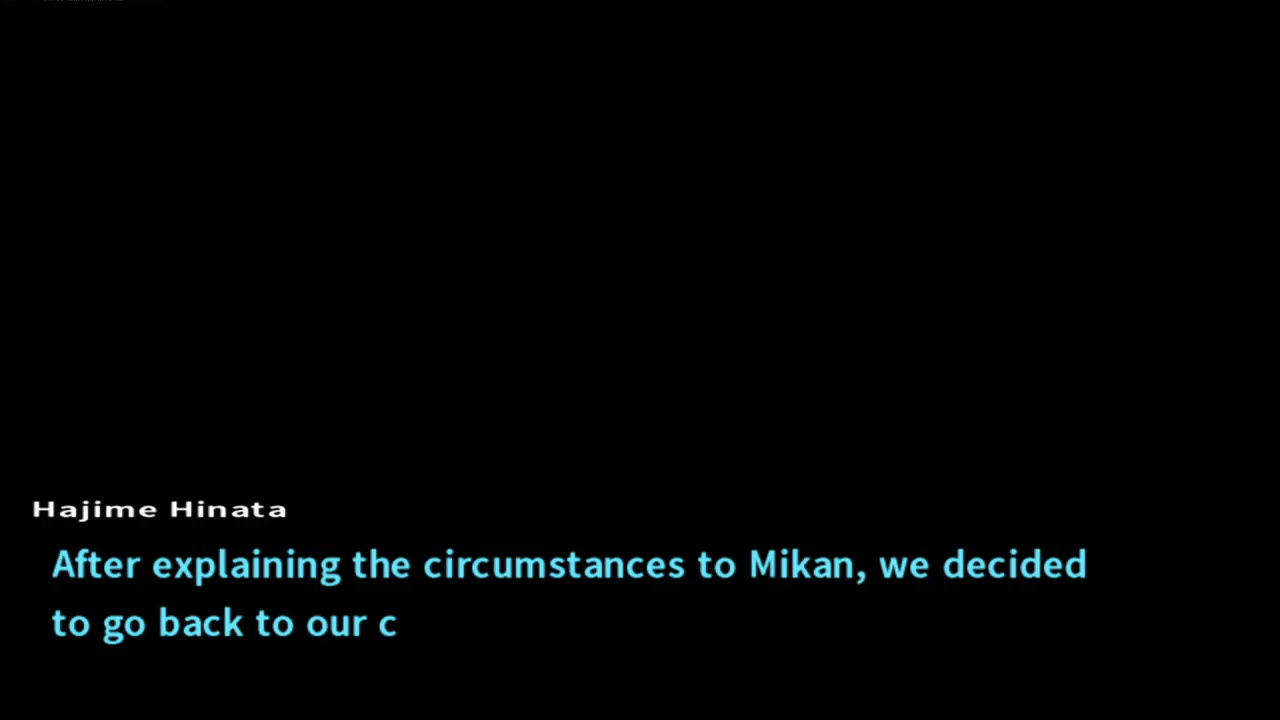 Hajime Hinata
After explaining the circumstances to Mikan, we decided
to go back to our c